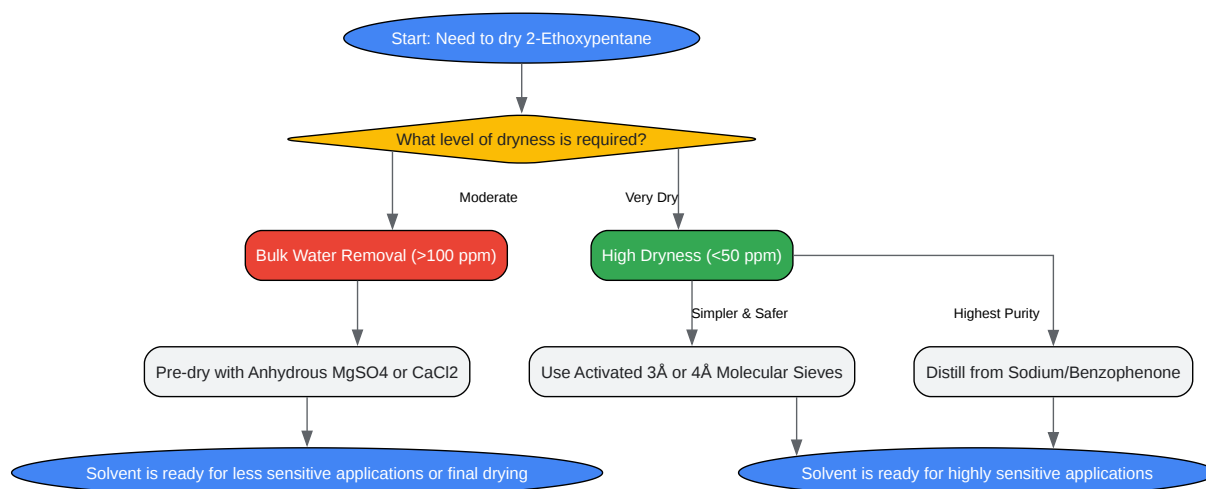 Start: Need to dry 2-Ethoxypentane
What level of dryness is required?
Moderate
Very Dry
Bulk Water Removal (>100 ppm)
High Dryness (<50 ppm)
Simpler & Safer
Highest Purity
Pre-dry with Anhydrous MgSO4 or CaCl2
Use Activated 3Å or 4Å Molecular Sieves
Distill from Sodium/Benzophenone
Solvent is ready for less sensitive applications or final drying
Solvent is ready for highly sensitive applications